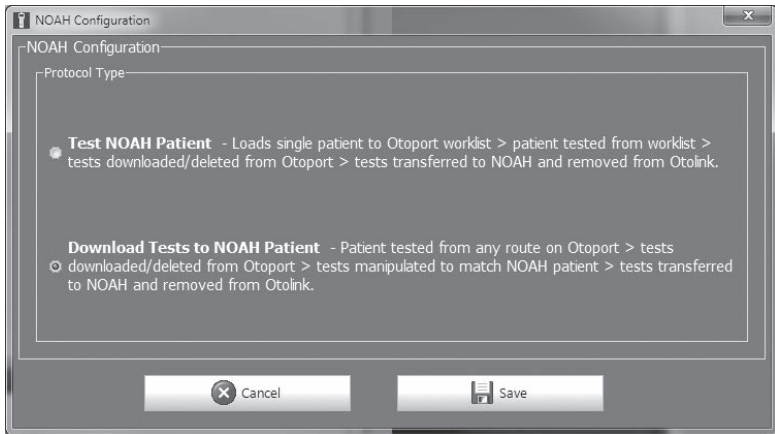 NOAH Configuration
NOAH Configuration
Protocol Type
Test NOAH Patient - Loads single patient to Otoport worklist > patient tested from worklist >
tests downloaded/deleted from Otoport > tests transferred to NOAH and removed from Otolink.
Download Tests to NOAH Patient - Patient tested from any route on Otoport > tests
downloaded/deleted from Otoport > tests manipulated to match NOAH patient > tests transferred
to NOAH and removed from Otolink.
Cancel
Save